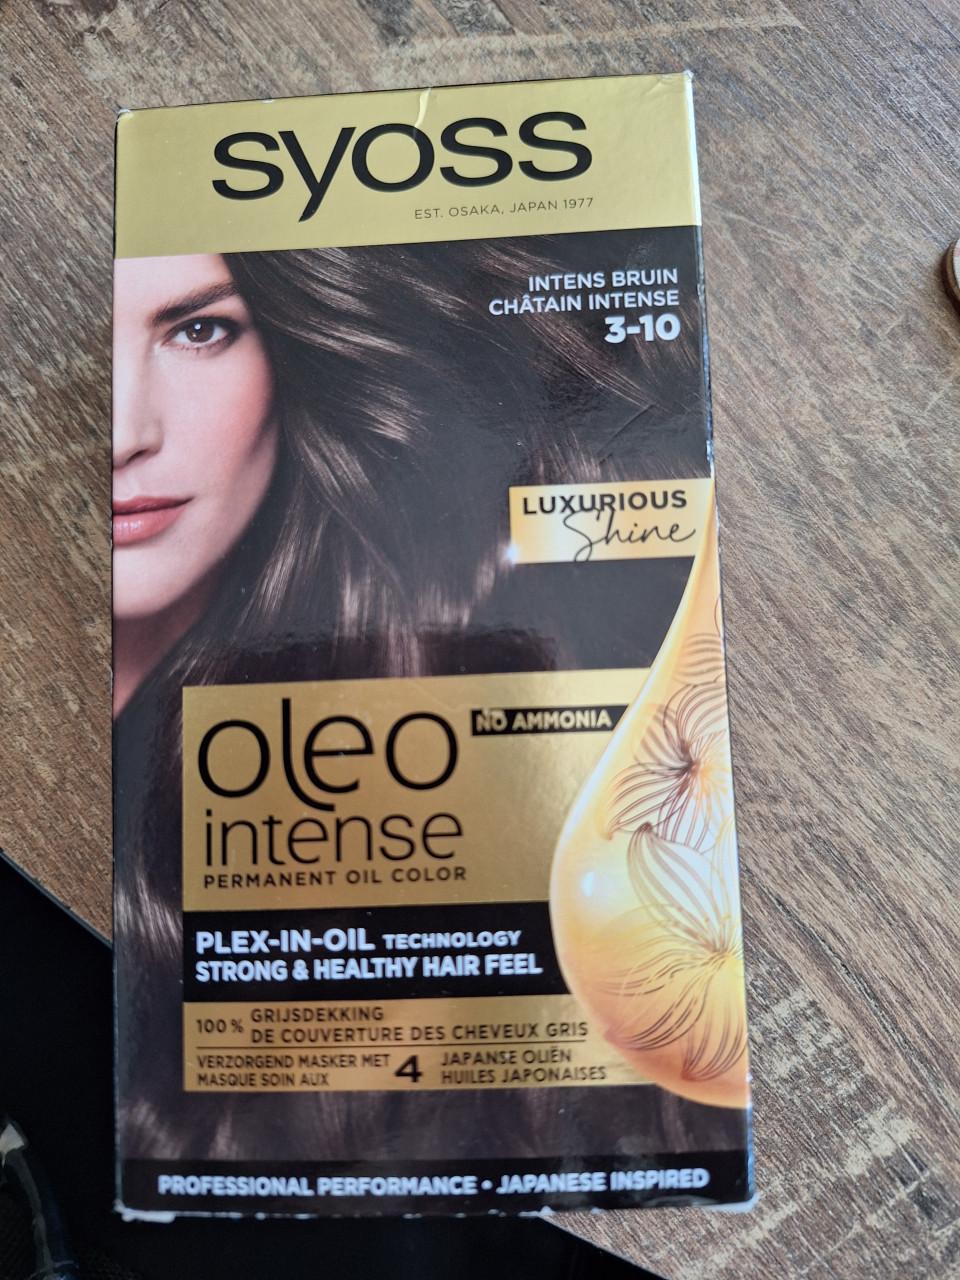 syoss
EST. OSAKA, JAPAN 1977
INTENS BRUIN
CHÂTAIN INTENSE
3-10
LUXURIOUS
Shine
oleo
NO AMMONIA
intense
PERMANENT OIL COLOR
PLEX-IN-OIL TECHNOLOGY
STRONG & HEALTHY HAIR FEEL
100% GRIJSDEKKING
DE COUVERTURE DES CHEVEUX GRIS
VERZORGEND MASKER MET 4 JAPANSE OLIËN
MASQUE SOIN AUX HUILES JAPONAISES
PROFESSIONAL PERFORMANCE • JAPANESE INSPIRED